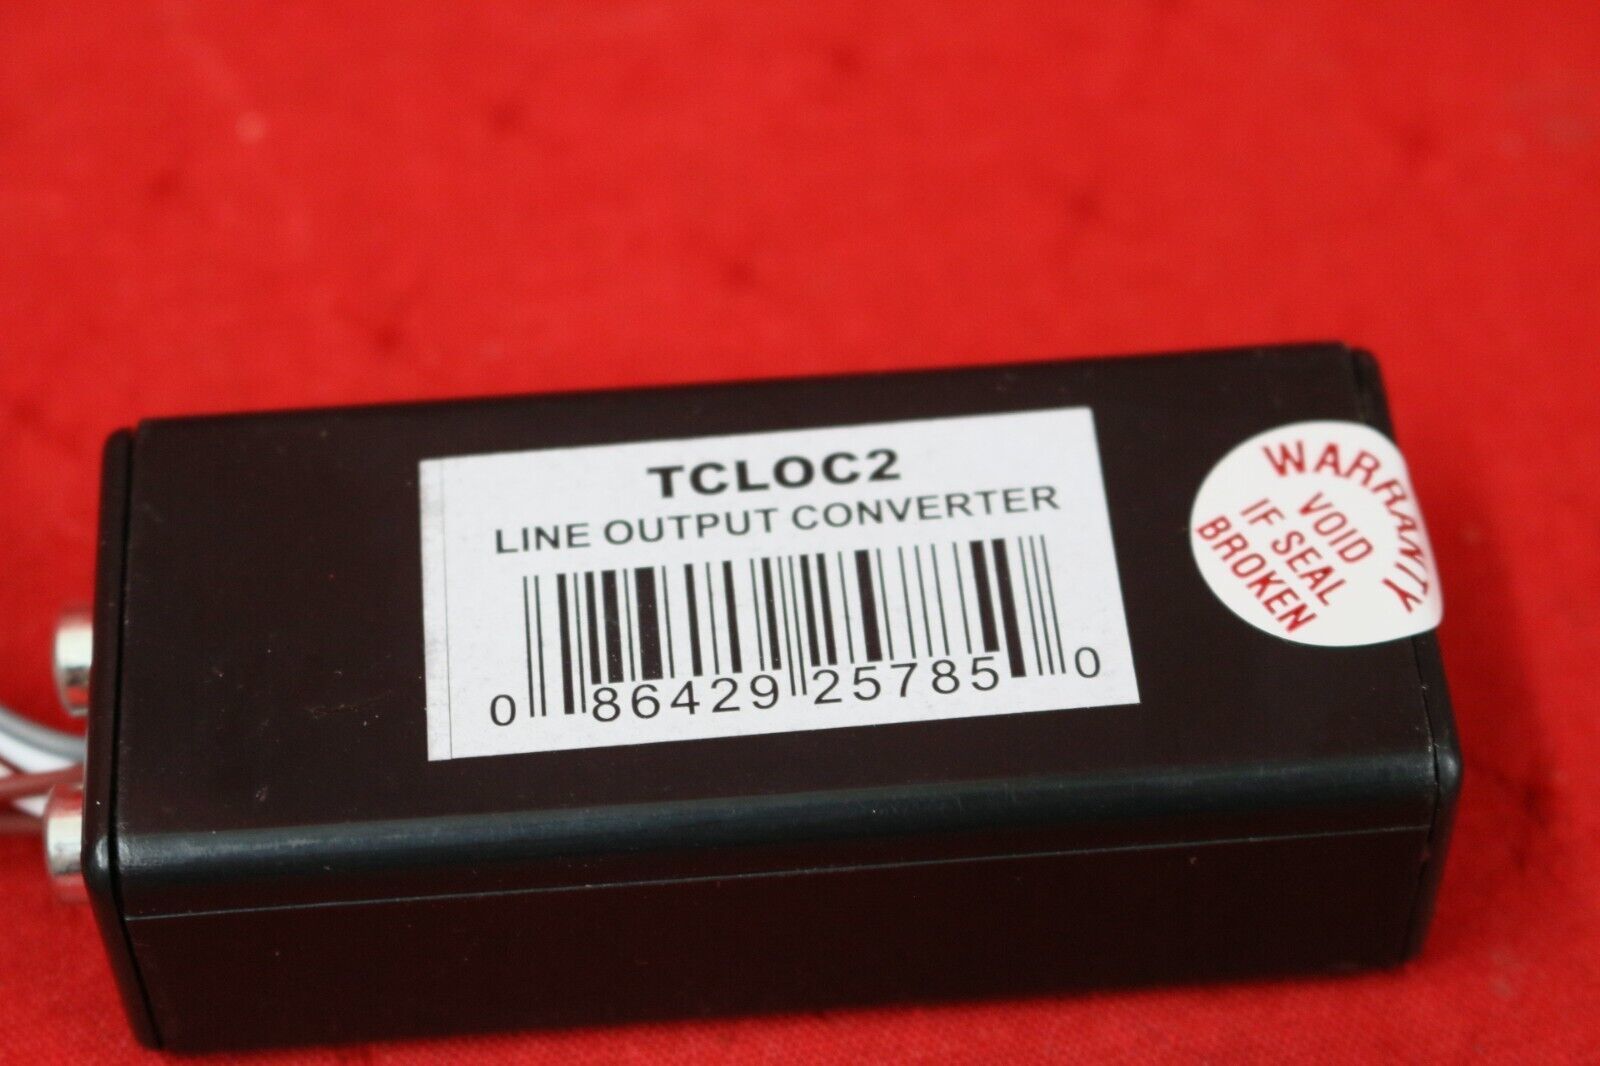 TCLOC2
LINE OUTPUT CONVERTER
0 86429 25785 0
WARRANTY
VOID
IF SEAL
BROKEN